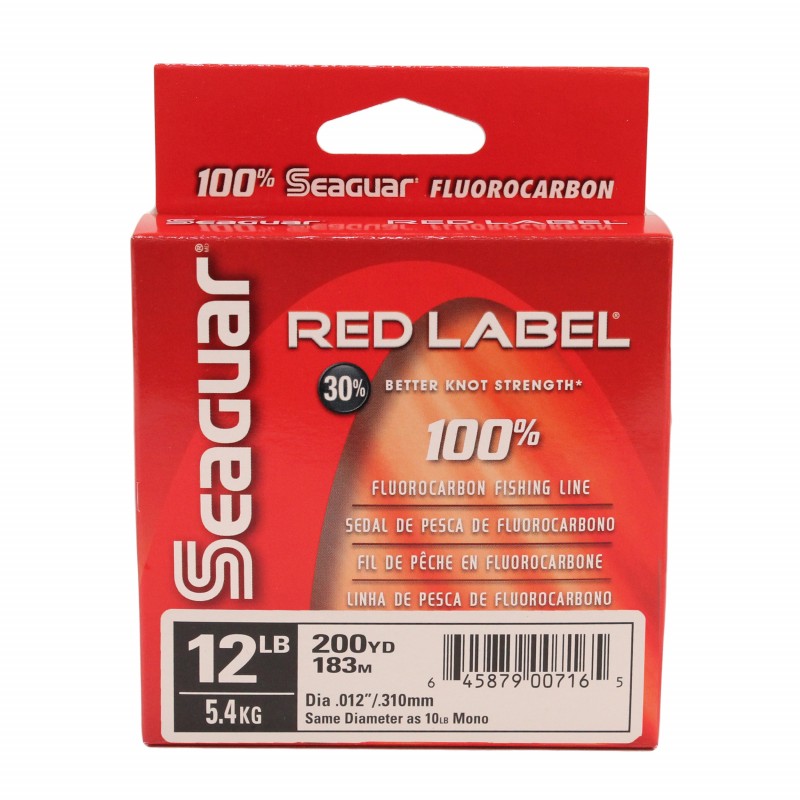 100% Seaguar® FLUOROCARBON
Seaguar 100% Seaguar FLUOROCARBON
Seaguar®
RED LABEL®
30% BETTER KNOT STRENGTH*
100%
FLUOROCARBON FISHING LINE
SEDAL DE PESCA DE FLUOROCARBONO
FIL DE PÊCHE EN FLUOROCARBONE
LINHA DE PESCA DE FLUOROCARBONO
12LB
5.4KG
200YD
183M
Dia .012"/.310mm
Same Diameter as 10LB Mono
6 45879 00716 5